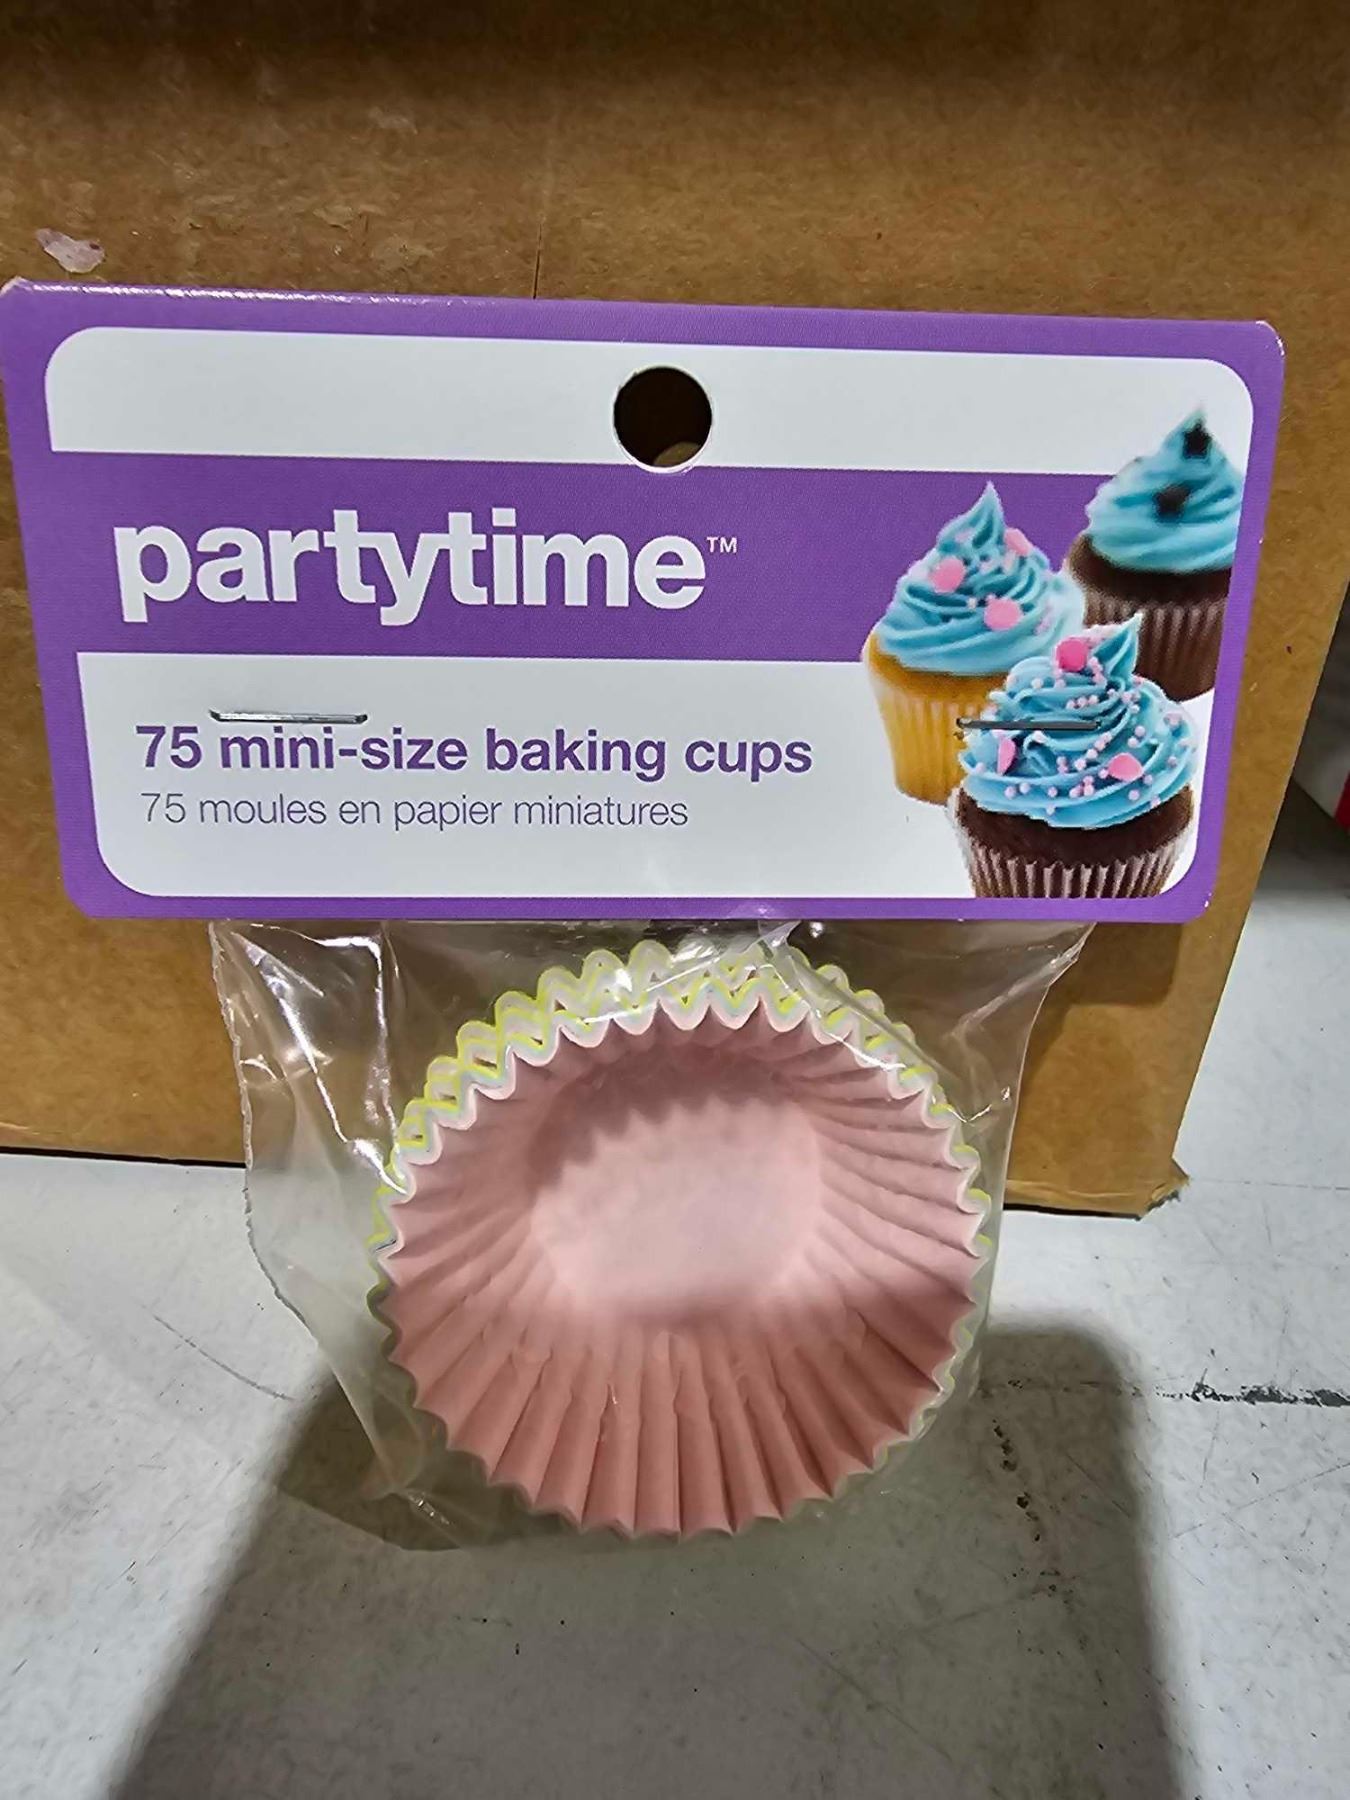 partytime™
75 mini-size baking cups
75 moules en papier miniatures